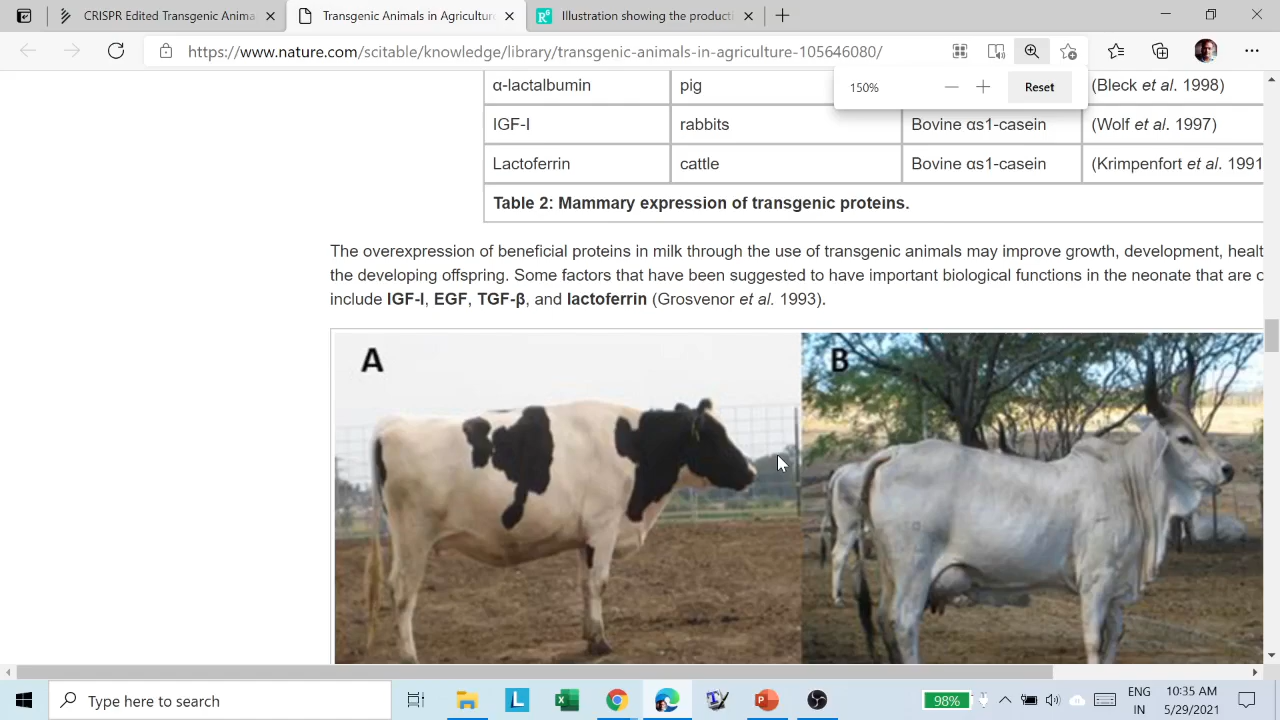 CRISPR Edited Transgenic Anima
Transgenic Animals in Agricultur
Illustration showing the producti
https://www.nature.com/scitable/knowledge/library/transgenic-animals-in-agriculture-105646080/
150%
Reset
α-lactalbumin pig (Bleck et al. 1998)
IGF-I rabbits Bovine αs1-casein (Wolf et al. 1997)
Lactoferrin cattle Bovine αs1-casein (Krimpenfort et al. 1991
Table 2: Mammary expression of transgenic proteins.
The overexpression of beneficial proteins in milk through the use of transgenic animals may improve growth, development, healt
the developing offspring. Some factors that have been suggested to have important biological functions in the neonate that are o
include IGF-I, EGF, TGF-β, and lactoferrin (Grosvenor et al. 1993).
A B
Type here to search
98%
ENG
IN
10:35 AM
5/29/2021